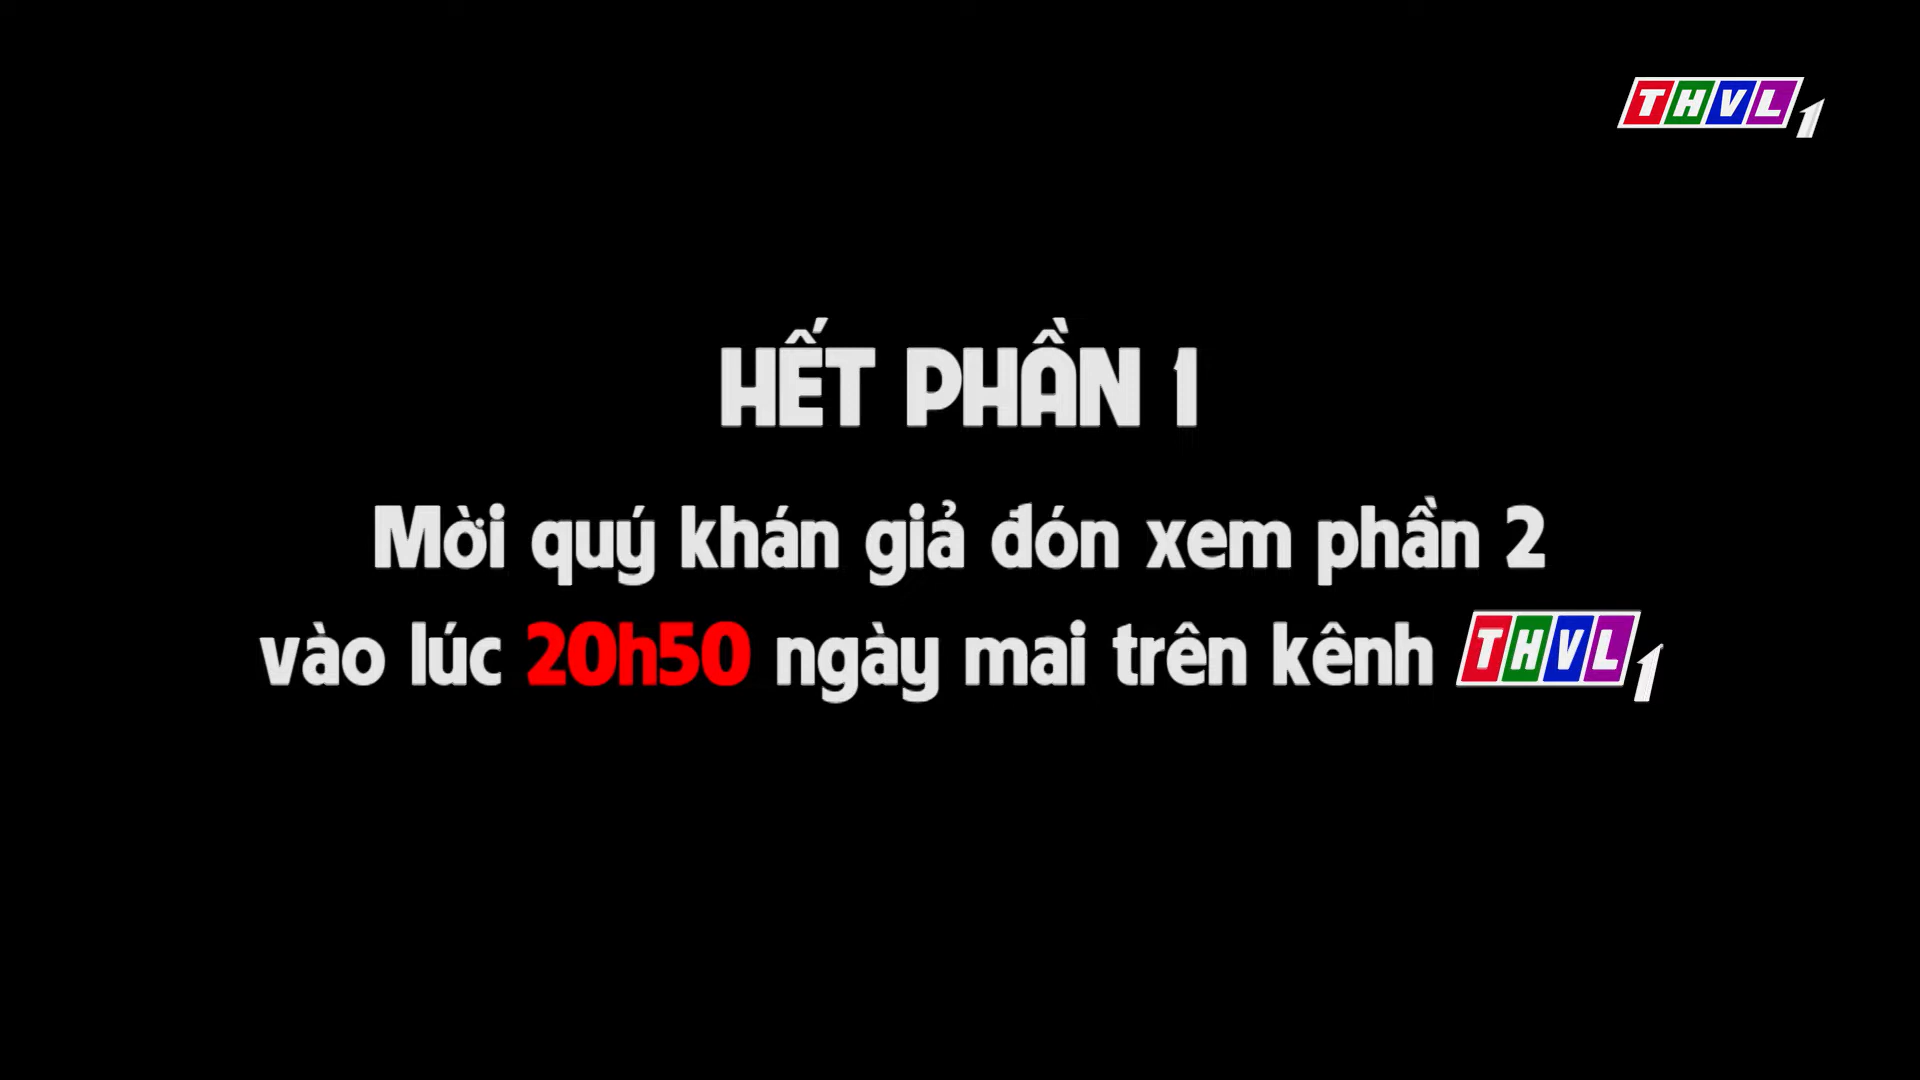 THVL1
HẾT PHẦN 1
Mời quý khán giả đón xem phần 2
vào lúc 20h50 ngày mai trên kênh THVL1